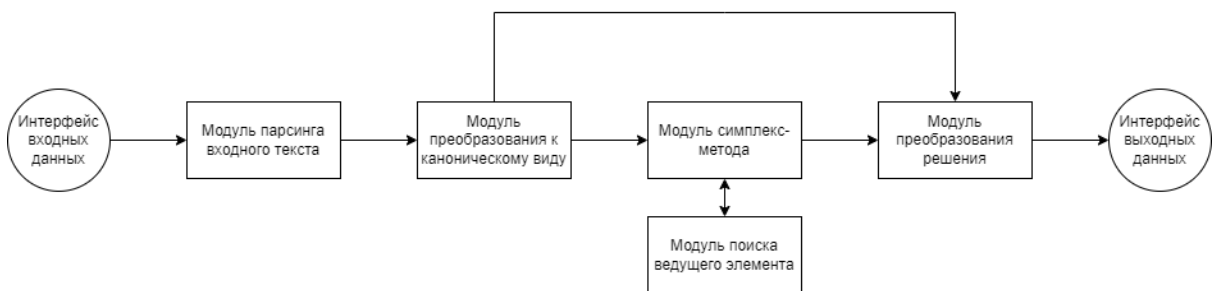 Интерфейс
входных
данных
Модуль парсинга
входного текста
Модуль
преобразования к
каноническому виду
Модуль симплекс-
метода
Модуль
преобразования
решения
Интерфейс
выходных
данных
Модуль поиска
ведущего элемента